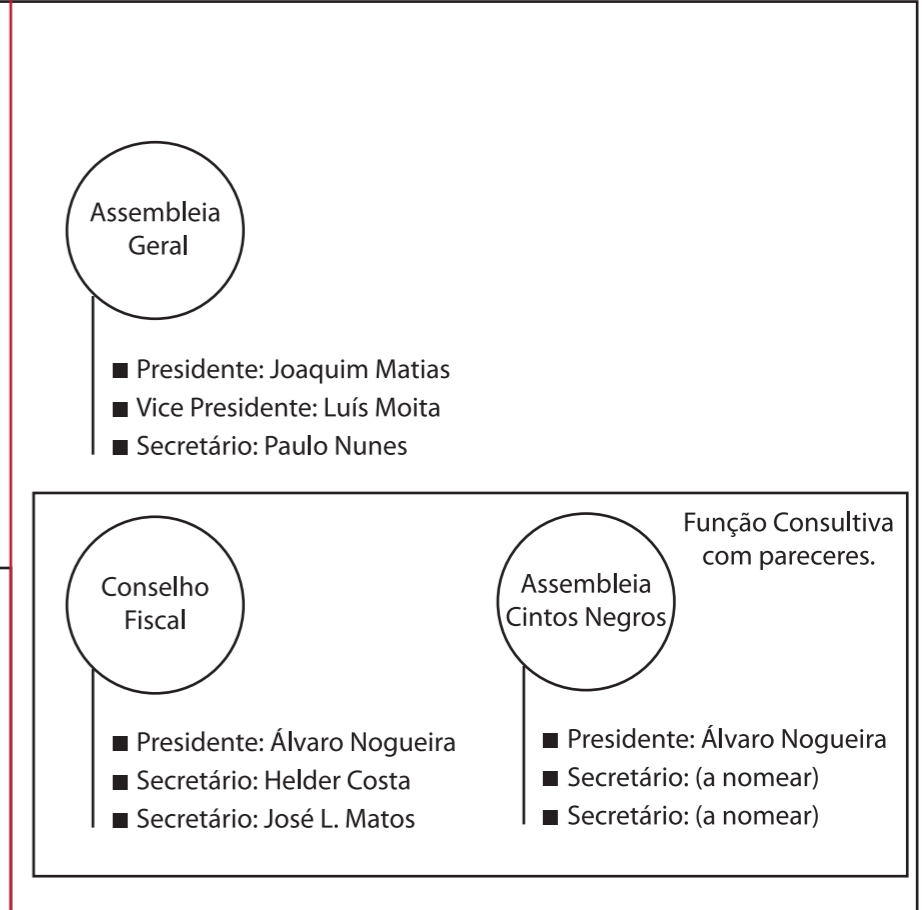 Assembleia
Geral
■ Presidente: Joaquim Matias
■ Vice Presidente: Luís Moita
■ Secretário: Paulo Nunes
Função Consultiva
com pareceres.
Conselho
Fiscal
■ Presidente: Álvaro Nogueira
■ Secretário: Helder Costa
■ Secretário: José L. Matos
Assembleia
Cintos Negros
■ Presidente: Álvaro Nogueira
■ Secretário: (a nomear)
■ Secretário: (a nomear)